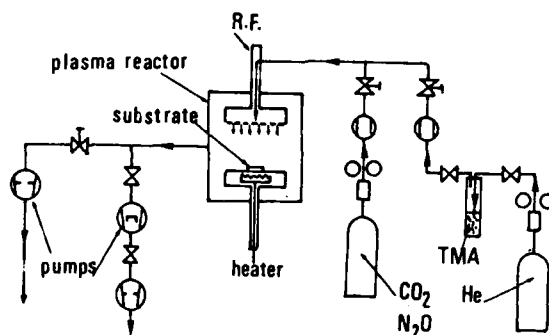 R.F.
plasma reactor
substrate
pumps
heater
TMA
CO₂
N₂O
He